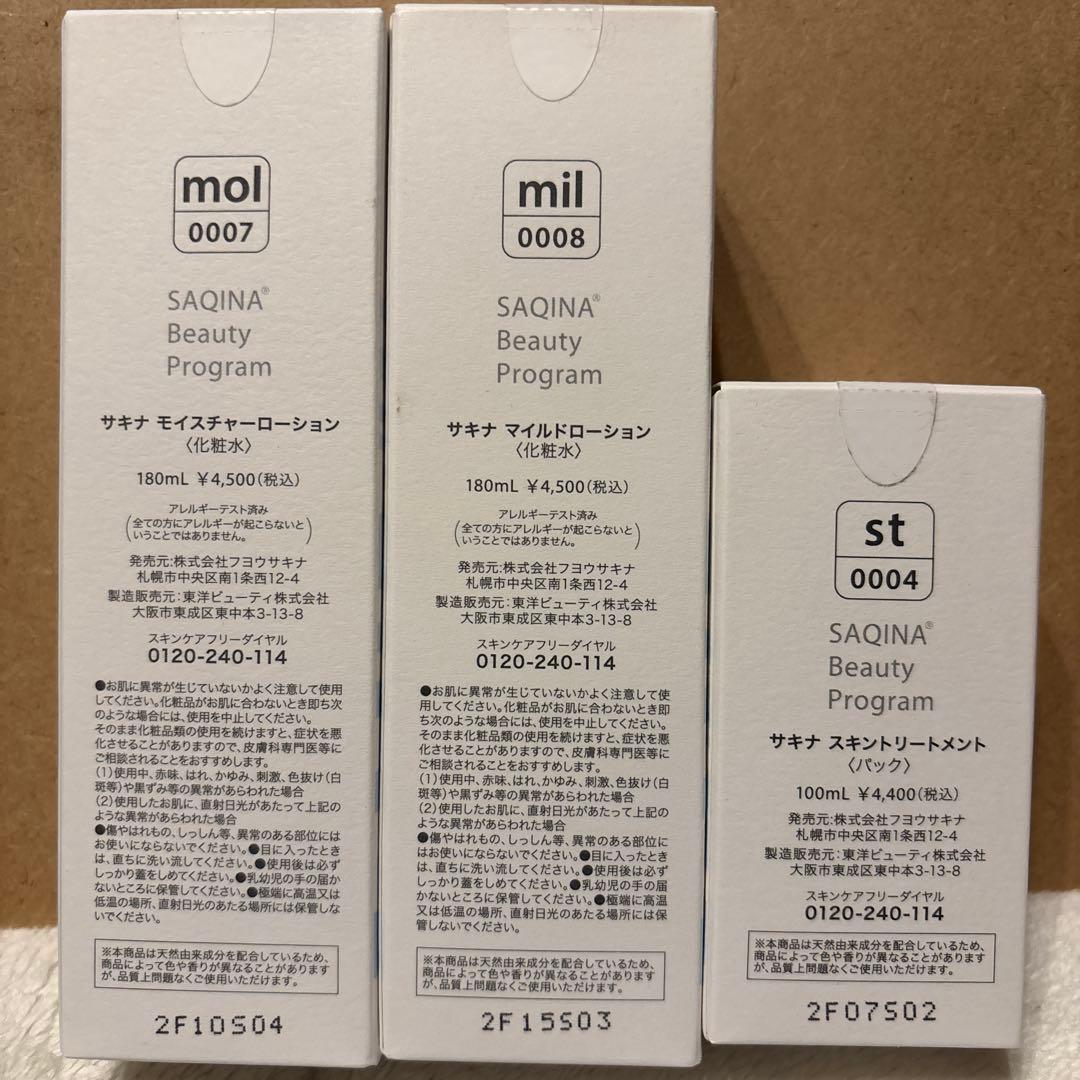 mol
0007
SAQINA®
Beauty
Program
サキナ モイスチャーローション
〈化粧水〉
180mL ￥4,500(税込)
アレルギーテスト済み
(全ての方にアレルギーが起こらないと
いうことではありません。)
発売元:株式会社フヨウサキナ
札幌市中央区南1条西12-4
製造販売元:東洋ビューティ株式会社
大阪市東成区東中本3-13-8
スキンケアフリーダイヤル
0120-240-114
●お肌に異常が生じていないかよく注意して使用
してください。化粧品がお肌に合わないとき即ち次
のような場合には、使用を中止してください。
そのまま化粧品類の使用を続けますと、症状を悪
化させることがありますので、皮膚科専門医等に
ご相談されることをおすすめします。
(1)使用中、赤味、はれ、かゆみ、刺激、色抜け(白
斑等)や黒ずみ等の異常があらわれた場合
(2)使用したお肌に、直射日光があたって上記の
ような異常があらわれた場合
●傷やはれもの、しっしん等、異常のある部位には
お使いにならないでください。●目に入ったときは、
は、直ちに洗い流してください。●使用後は必ず
しっかり蓋をしめてください。●乳幼児の手の届か
ないところに保管してください。●極端に高温又は
低温の場所、直射日光のあたる場所には保管しな
いでください。
※本商品は天然由来成分を配合しているため、
商品によって色や香りが異なることがあります
が、品質上問題なくご使用いただけます。
2F10S04
mil
0008
SAQINA®
Beauty
Program
サキナ マイルドローション
〈化粧水〉
180mL ￥4,500(税込)
アレルギーテスト済み
(全ての方にアレルギーが起こらないと
いうことではありません。)
発売元:株式会社フヨウサキナ
札幌市中央区南1条西12-4
製造販売元:東洋ビューティ株式会社
大阪市東成区東中本3-13-8
スキンケアフリーダイヤル
0120-240-114
●お肌に異常が生じていないかよく注意して使
用してください。化粧品がお肌に合わないとき即
ち次のような場合には、使用を中止してください。
そのまま化粧品類の使用を続けますと、症状を悪
化させることがありますので、皮膚科専門医等に
ご相談されることをおすすめします。
(1)使用中、赤味、はれ、かゆみ、刺激、色抜け(白
斑等)や黒ずみ等の異常があらわれた場合
(2)使用したお肌に、直射日光があたって上記の
ような異常があらわれた場合
●傷やはれもの、しっしん等、異常のある部位に
はお使いにならないでください。●目に入ったとき
は、直ちに洗い流してください。●使用後は必ず
しっかり蓋をしめてください。●乳幼児の手の届
かないところに保管してください。●極端に高温
又は低温の場所、直射日光のあたる場所には保
管しないでください。
※本商品は天然由来成分を配合しているため、
商品によって色や香りが異なることがあります
が、品質上問題なくご使用いただけます。
2F15S03
st
0004
SAQINA®
Beauty
Program
サキナ スキントリートメント
〈パック〉
100mL ￥4,400(税込)
発売元:株式会社フヨウサキナ
札幌市中央区南1条西12-4
製造販売元:東洋ビューティ株式会社
大阪市東成区東中本3-13-8
スキンケアフリーダイヤル
0120-240-114
※本商品は天然由来成分を配合しているため、
商品によって色や香りが異なることがあります
が、品質上問題なくご使用いただけます。
2F07S02